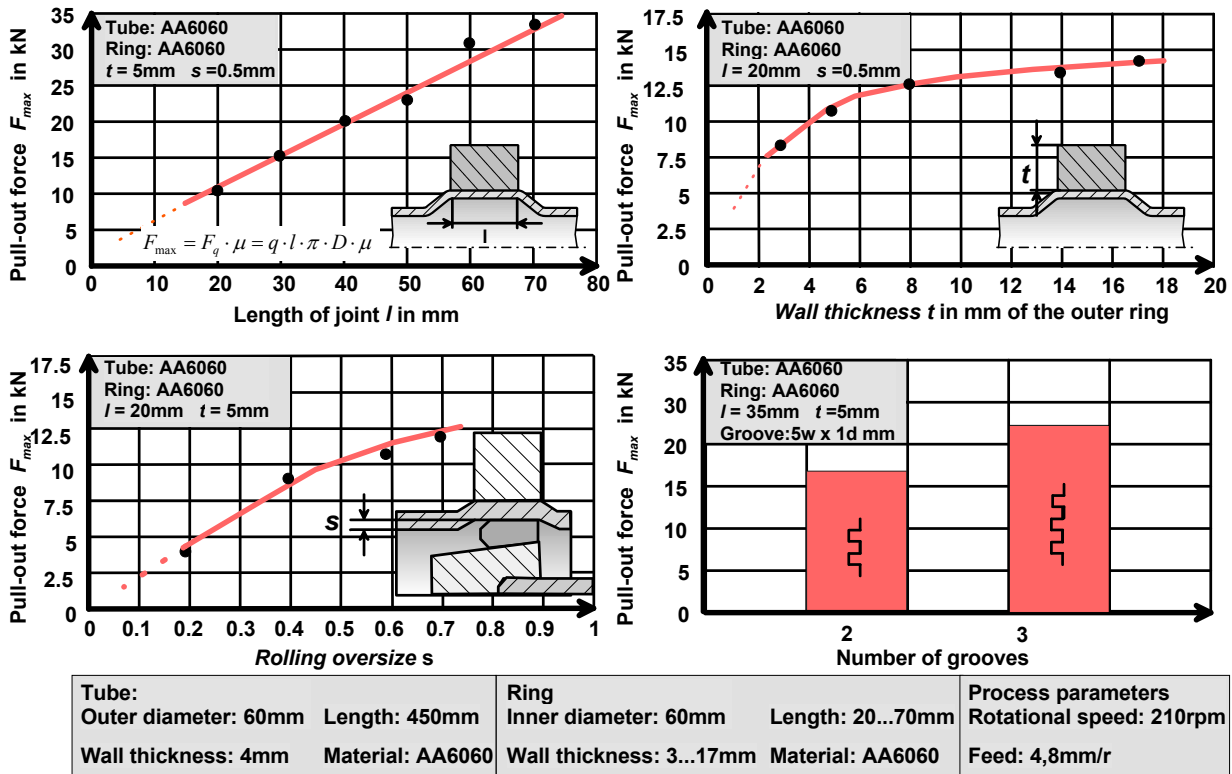 Pull-out force Fmax in kN
35
30
25
20
15
10
5
0
Tube: AA6060
Ring: AA6060
t = 5mm s =0.5mm
Fmax = Fq · μ = q · l · π · D · μ
l
0 10 20 30 40 50 60 70 80
Length of joint l in mm
Pull-out force Fmax in kN
17.5
15
12.5
10
7.5
5
2.5
0
Tube: AA6060
Ring: AA6060
l = 20mm s =0.5mm
t
0 2 4 6 8 10 12 14 16 18 20
Wall thickness t in mm of the outer ring
Pull-out force Fmax in kN
17.5
15
12.5
10
7.5
5
2.5
0
Tube: AA6060
Ring: AA6060
l = 20mm t = 5mm
s
0 0.1 0.2 0.3 0.4 0.5 0.6 0.7 0.8 0.9 1
Rolling oversize s
Pull-out force Fmax in kN
35
30
25
20
15
10
5
0
Tube: AA6060
Ring: AA6060
l = 35mm t =5mm
Groove:5w x 1d mm
2 3
Number of grooves
Tube:
Outer diameter: 60mm Length: 450mm
Wall thickness: 4mm Material: AA6060
Ring
Inner diameter: 60mm Length: 20...70mm
Wall thickness: 3...17mm Material: AA6060
Process parameters
Rotational speed: 210rpm
Feed: 4,8mm/r